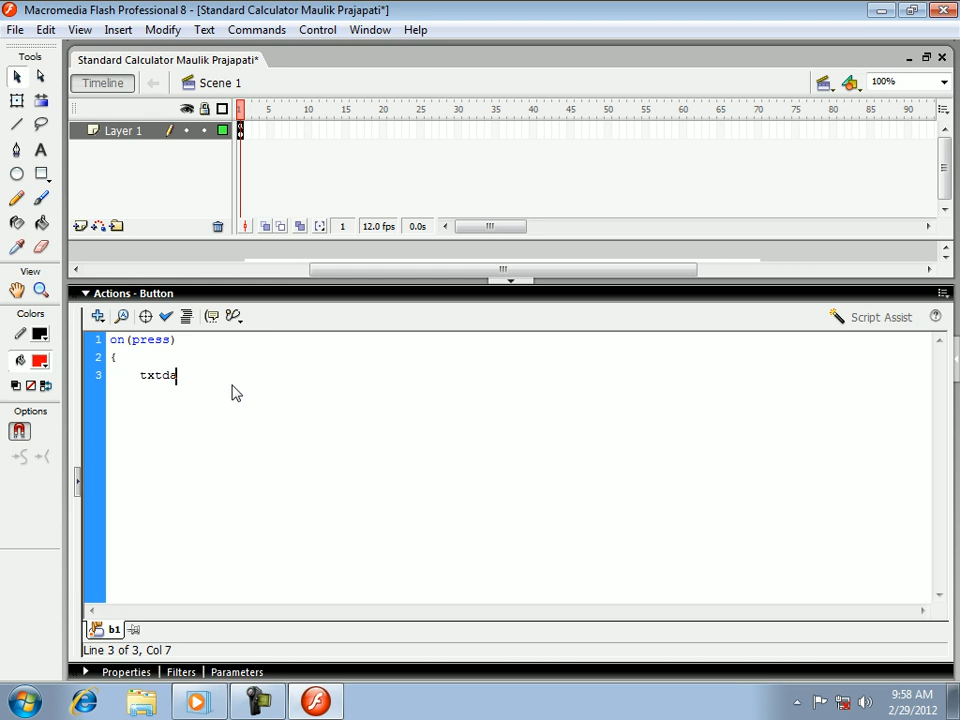 Macromedia Flash Professional 8 - [Standard Calculator Maulik Prajapati*]
File Edit View Insert Modify Text Commands Control Window Help
Tools
Standard Calculator Maulik Prajapati*
Timeline Scene 1 100%
1 5 10 15 20 25 30 35 40 45 50 55 60 65 70 75 80 85 90
Layer 1
1 12.0 fps 0.0s
View
Colors
Options
Actions - Button
Script Assist
1 on(press)
2 {
3 txtda
b1
Line 3 of 3, Col 7
Properties Filters Parameters
9:58 AM
2/29/2012